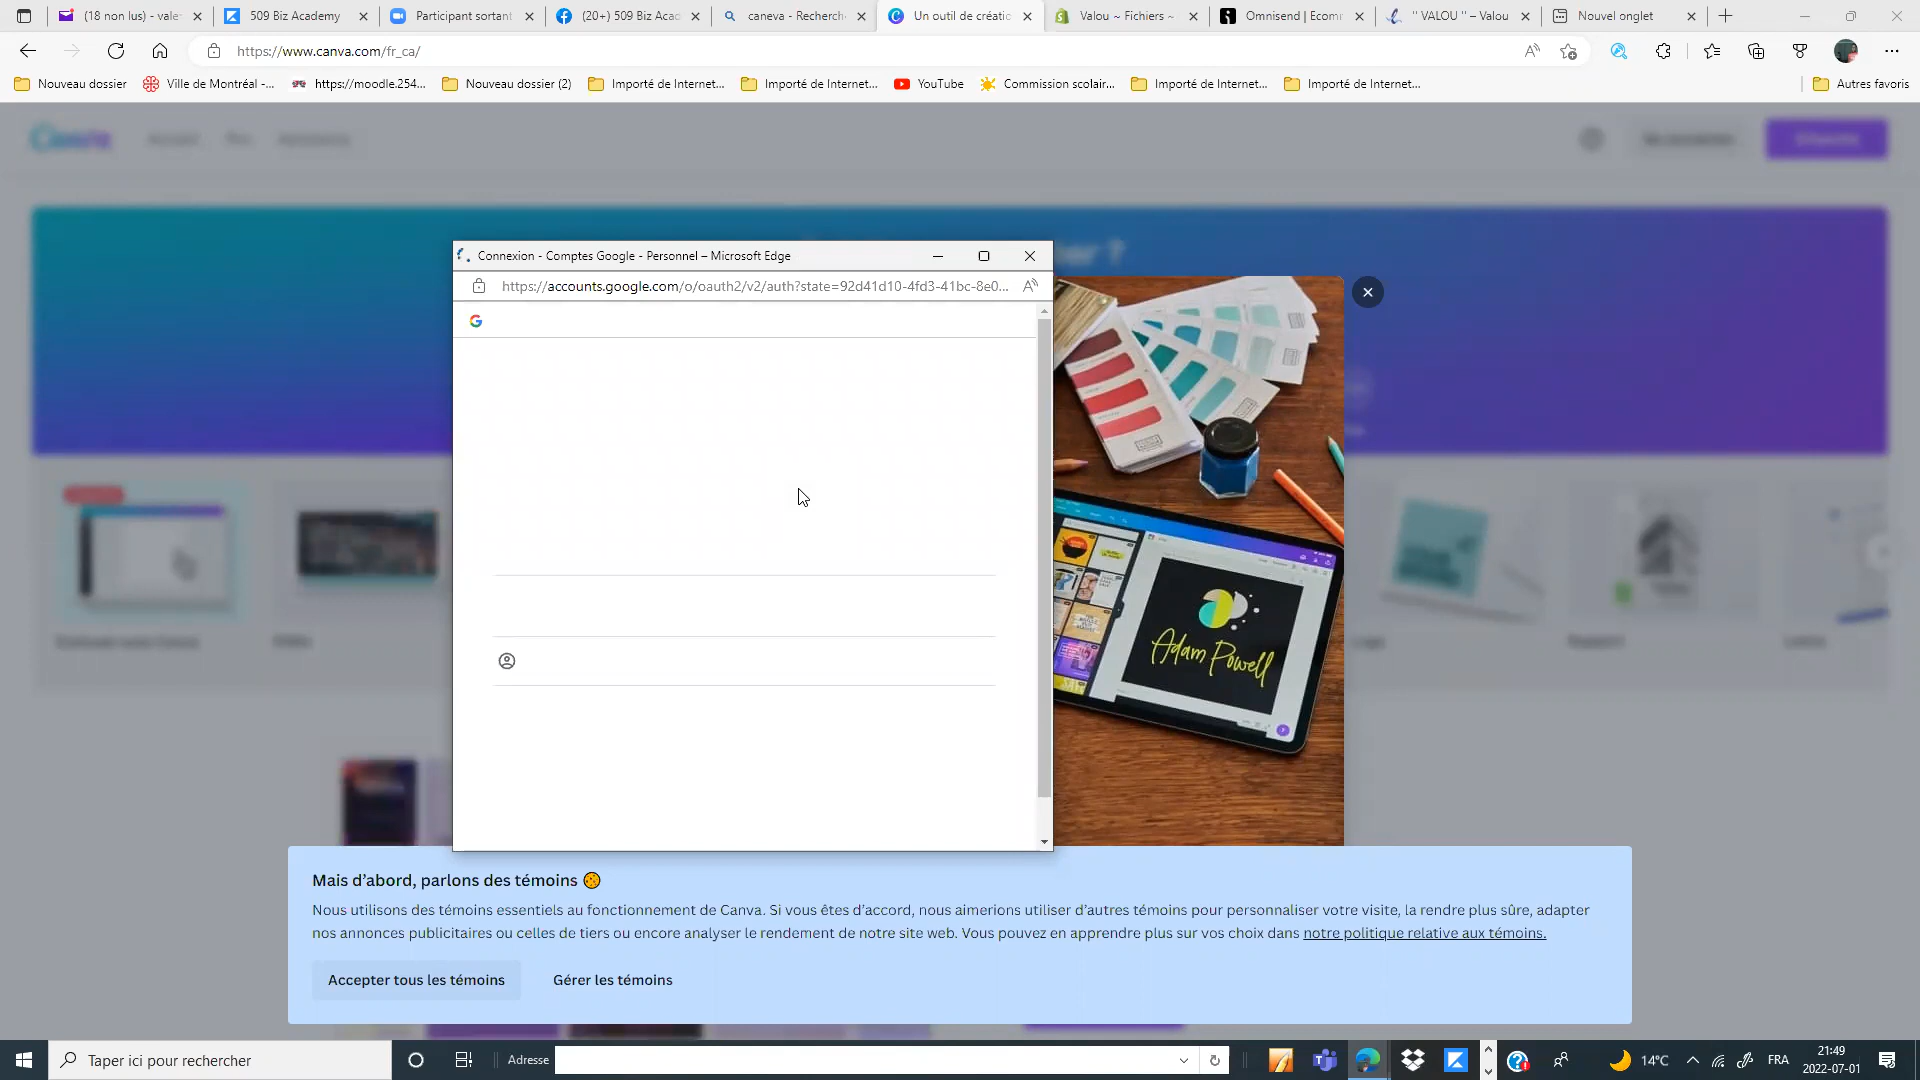 (18 non lus) - vale
509 Biz Academy
Participant sortant
(20+) 509 Biz Acad
caneva - Recherch
Un outil de créatio
Valou ~ Fichiers ~
Omnisend | Ecomr
" VALOU " – Valou
Nouvel onglet
https://www.canva.com/fr_ca/
Nouveau dossier
Ville de Montréal -...
https://moodle.254...
Nouveau dossier (2)
Importé de Internet...
Importé de Internet...
YouTube
Commission scolair...
Importé de Internet...
Importé de Internet...
Autres favoris
Canva
Connexion - Comptes Google - Personnel – Microsoft Edge
https://accounts.google.com/o/oauth2/v2/auth?state=92d41d10-4fd3-41bc-8e0...
Adam Powell
Mais d'abord, parlons des témoins
Nous utilisons des témoins essentiels au fonctionnement de Canva. Si vous êtes d'accord, nous aimerions utiliser d'autres témoins pour personnaliser votre visite, la rendre plus sûre, adapter
nos annonces publicitaires ou celles de tiers ou encore analyser le rendement de notre site web. Vous pouvez en apprendre plus sur vos choix dans notre politique relative aux témoins.
Accepter tous les témoins
Gérer les témoins
Taper ici pour rechercher
Adresse
14°C
FRA
21:49
2022-07-01